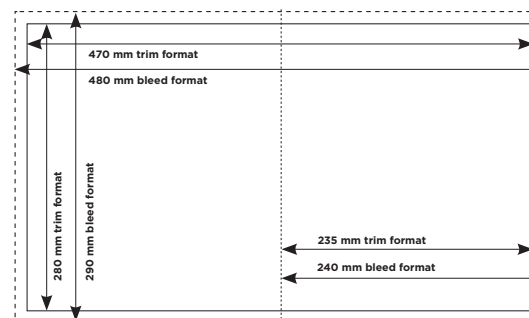 470 mm trim format
480 mm bleed format
280 mm trim format
290 mm bleed format
235 mm trim format
240 mm bleed format